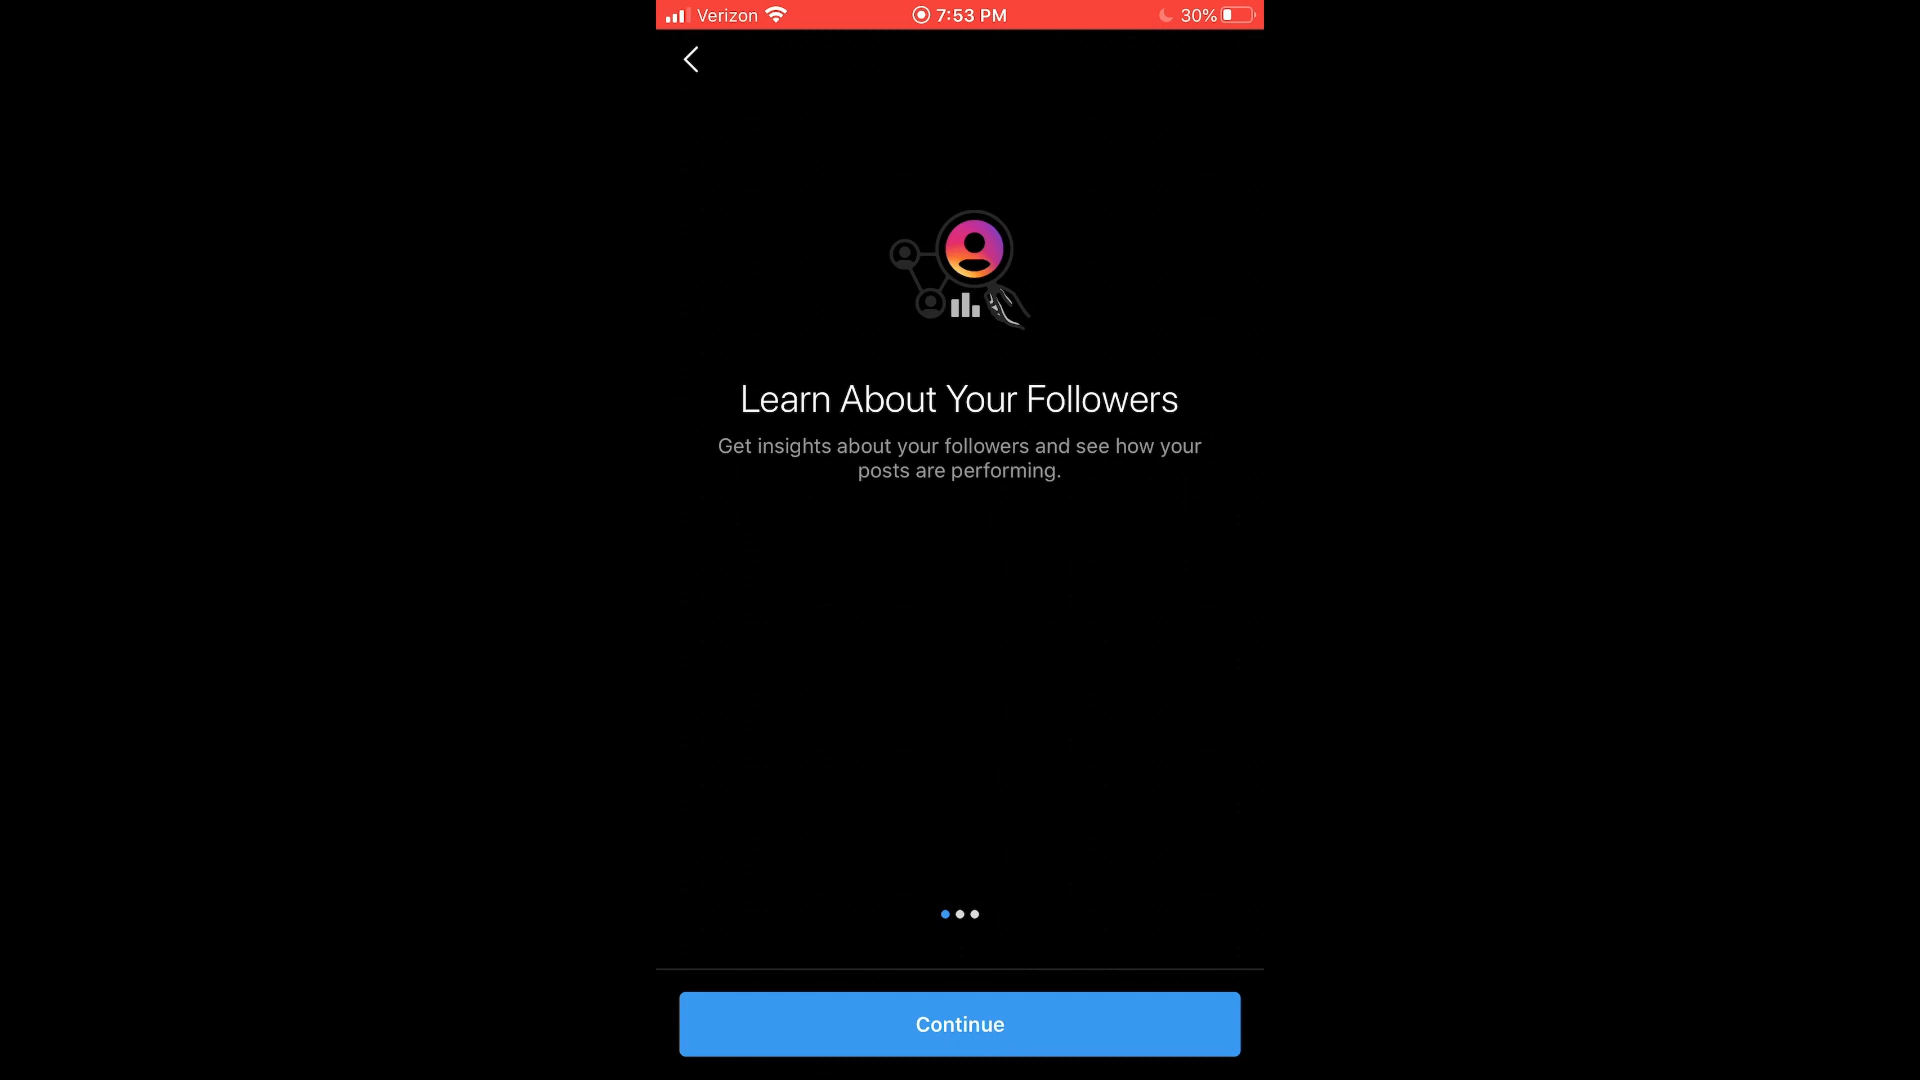 Verizon 7:53 PM 30%
Learn About Your Followers
Get insights about your followers and see how your
posts are performing.
Continue